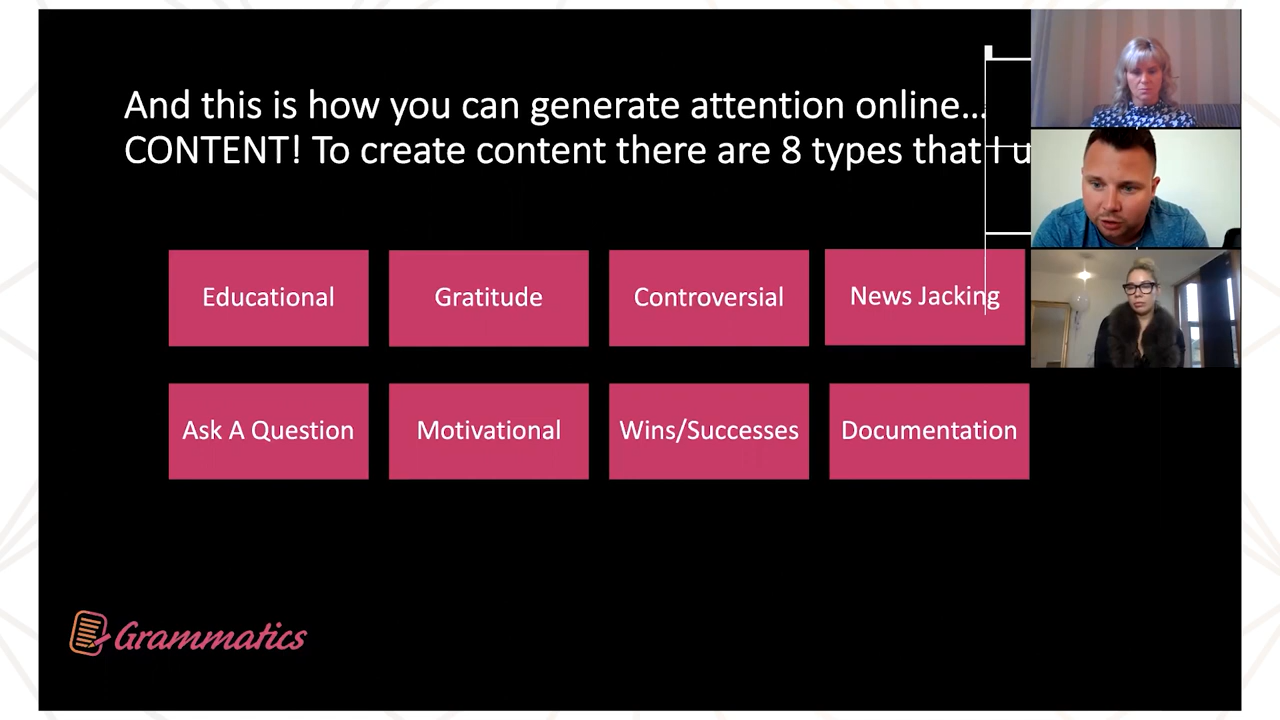 And this is how you can generate attention online...
CONTENT! To create content there are 8 types that I
Educational
Gratitude
Controversial
News Jacking
Ask A Question
Motivational
Wins/Successes
Documentation
Grammatics